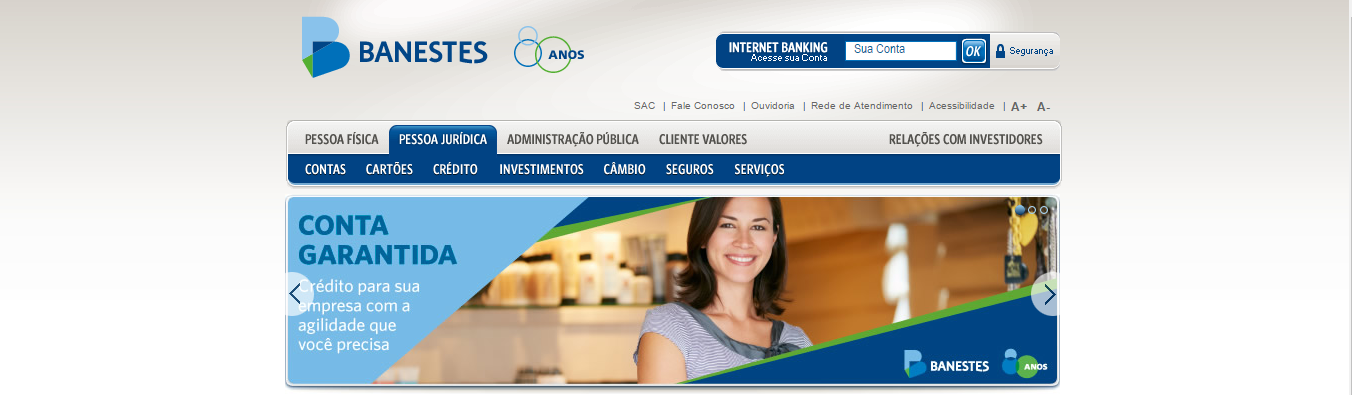 BANESTES
ANOS
INTERNET BANKING
Acesse sua Conta
Sua Conta
OK
Segurança
SAC | Fale Conosco | Ouvidoria | Rede de Atendimento | Acessibilidade | A+ A-
PESSOA FÍSICA PESSOA JURÍDICA ADMINISTRAÇÃO PÚBLICA CLIENTE VALORES RELAÇÕES COM INVESTIDORES
CONTAS CARTÕES CRÉDITO INVESTIMENTOS CÂMBIO SEGUROS SERVIÇOS
CONTA
GARANTIDA
Crédito para sua
empresa com a
agilidade que
você precisa
BANESTES
ANOS